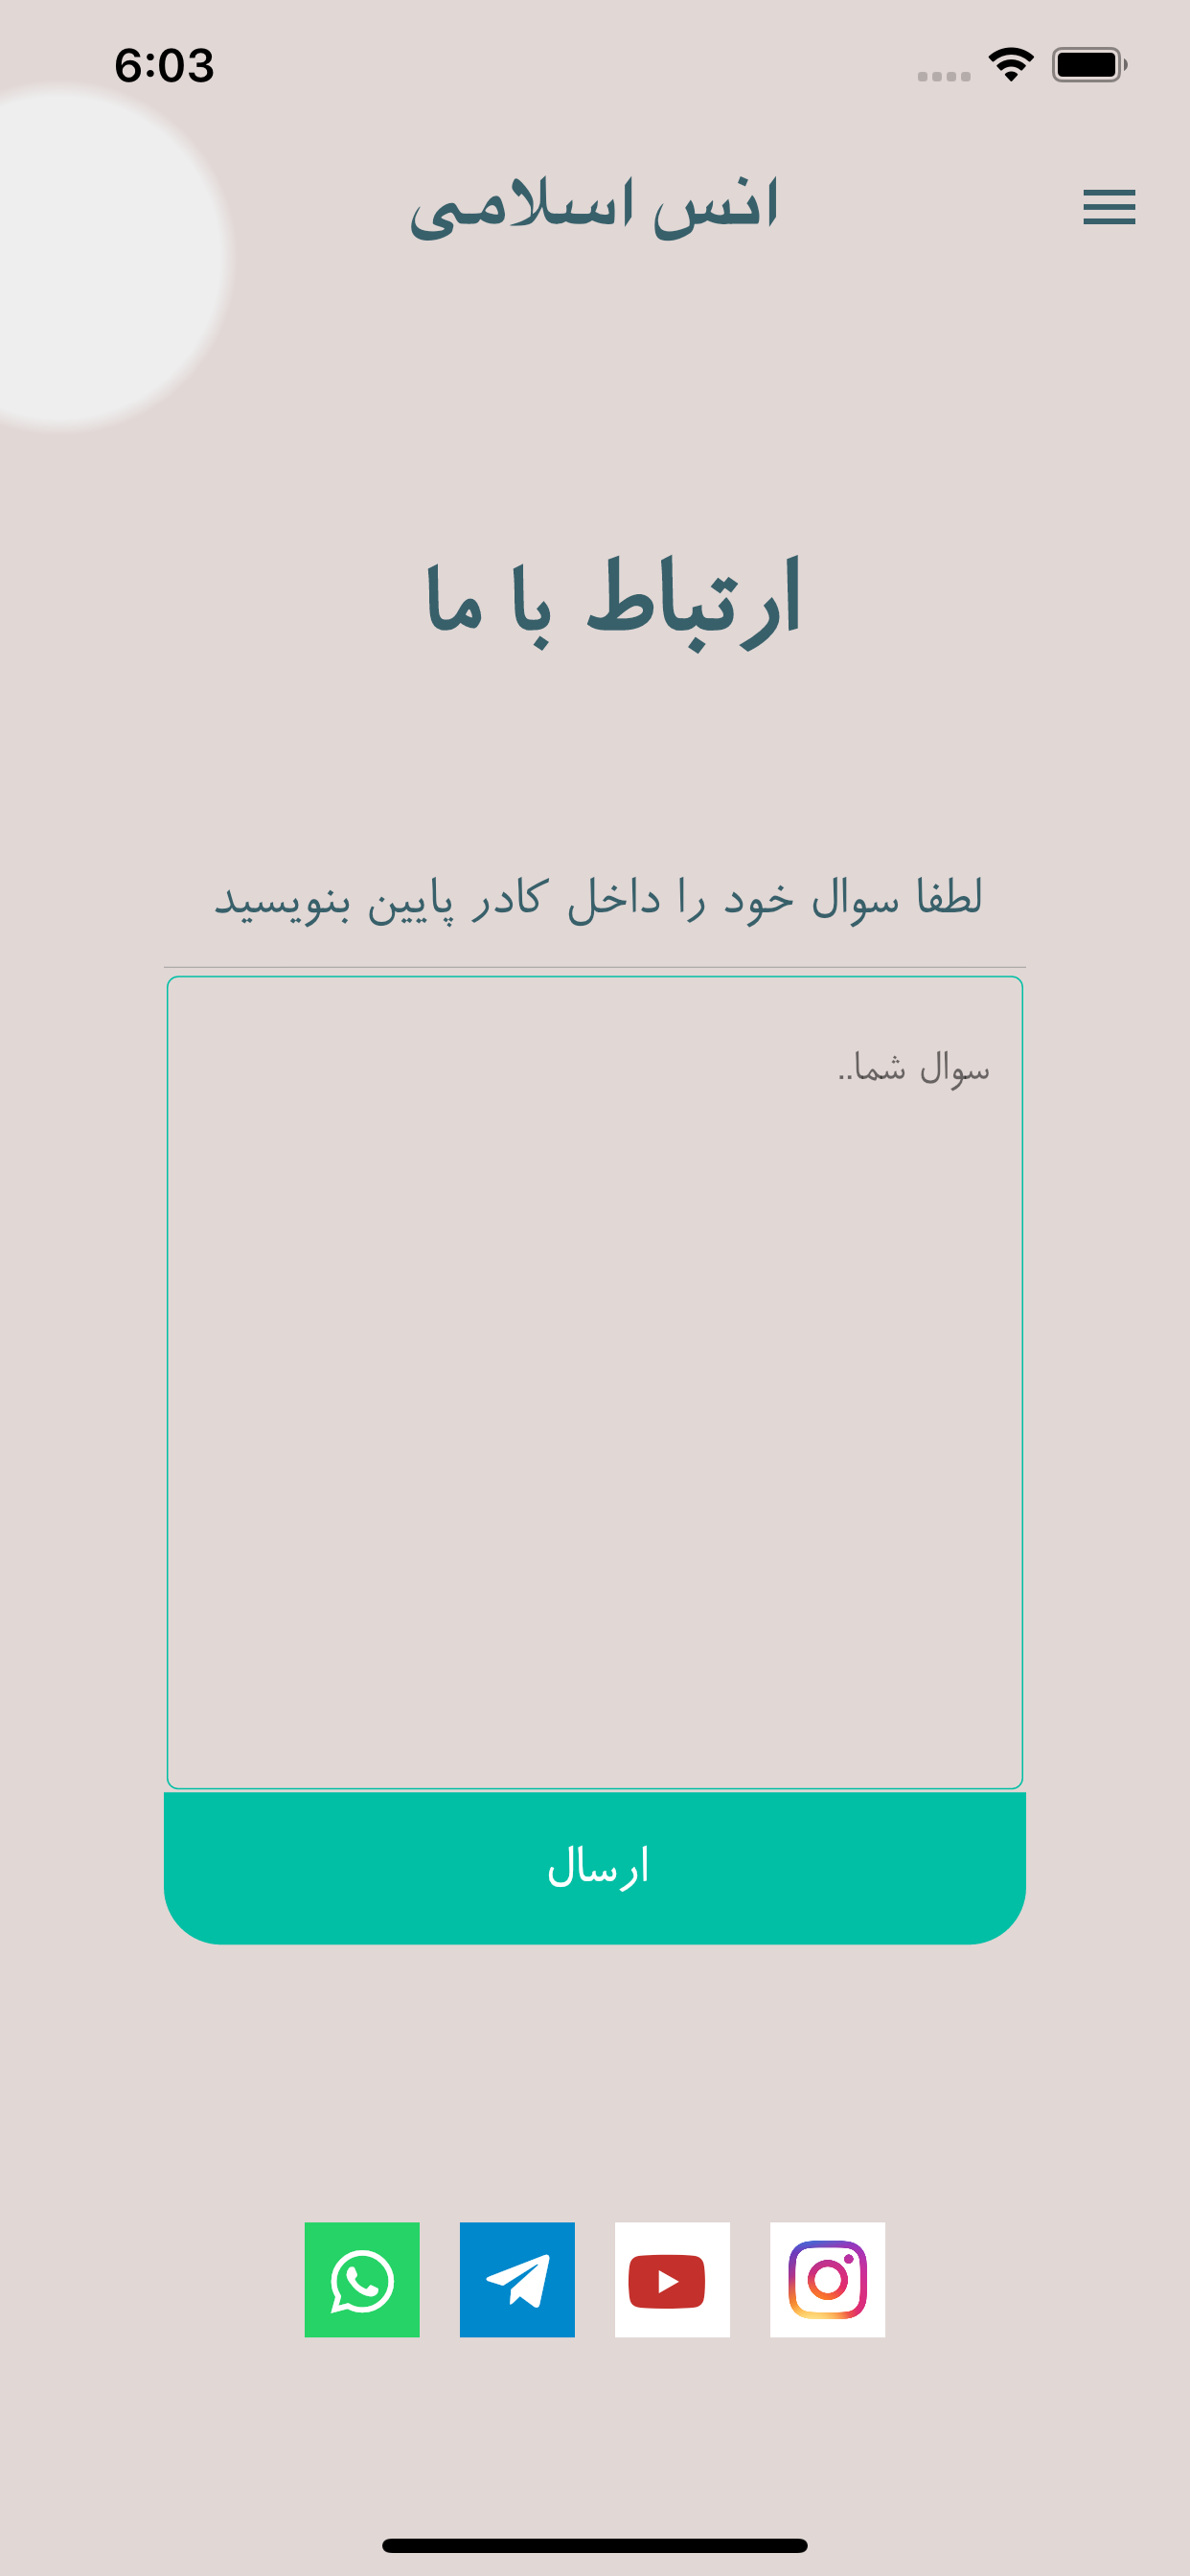 6:03
انس اسلامی
ارتباط با ما
لطفا سوال خود را داخل کادر پایین بنویسید
سوال شما..
ارسال